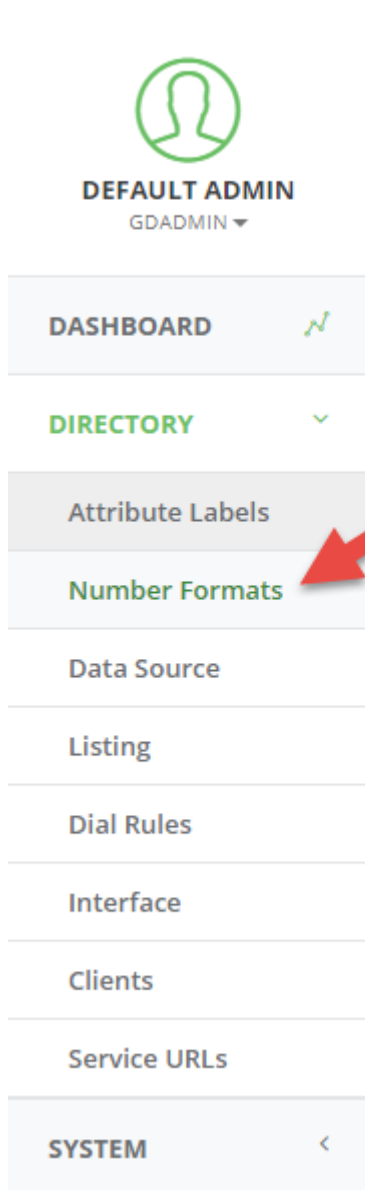 DEFAULT ADMIN
GDADMIN
DASHBOARD
DIRECTORY
Attribute Labels
Number Formats
Data Source
Listing
Dial Rules
Interface
Clients
Service URLs
SYSTEM